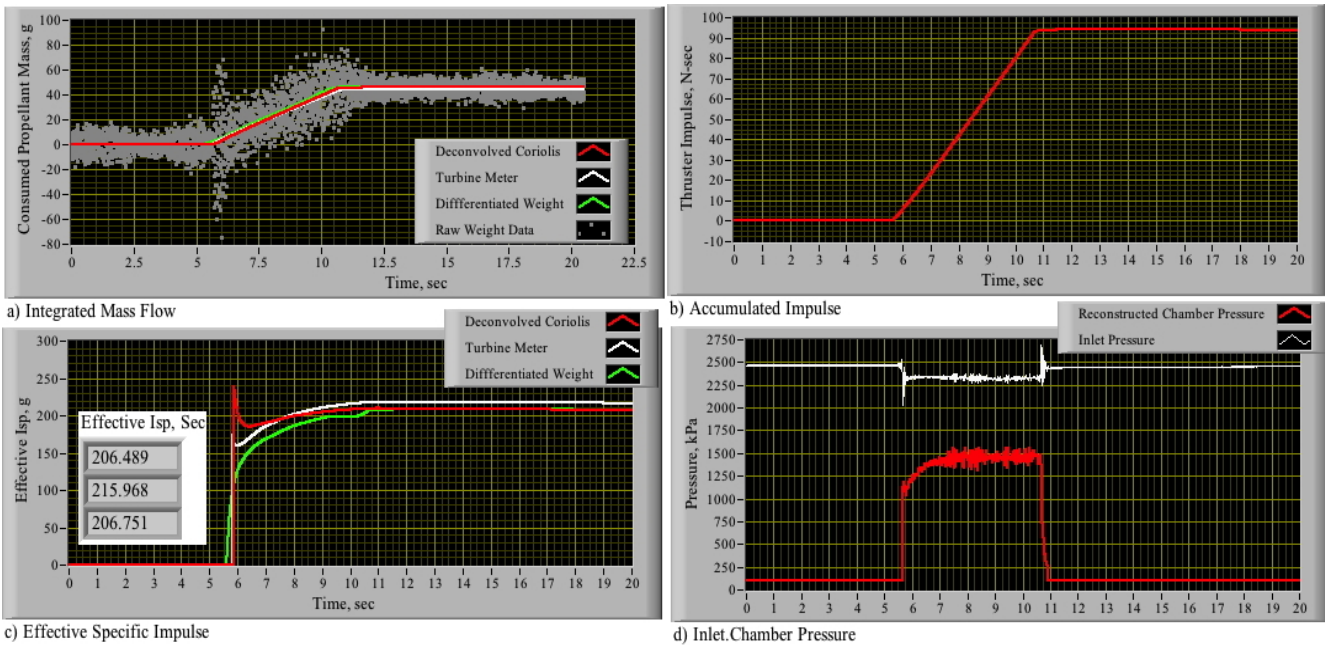 Consumed Propellant Mass, g
100
80
60
40
20
0
-20
-40
-60
-80
0 2.5 5 7.5 10 12.5 15 17.5 20 22.5
Time, sec
Deconvolved Coriolis
Turbine Meter
Diffferentiated Weight
Raw Weight Data
a) Integrated Mass Flow
Thruster Impulse, N-sec
100
90
80
70
60
50
40
30
20
10
0
-10
0 1 2 3 4 5 6 7 8 9 10 11 12 13 14 15 16 17 18 19 20
Time, sec
b) Accumulated Impulse
Deconvolved Coriolis
Turbine Meter
Diffferentiated Weight
Effective Isp, g
300
250
200
150
100
50
0
Effective Isp, Sec
206.489
215.968
206.751
0 1 2 3 4 5 6 7 8 9 10 11 12 13 14 15 16 17 18 19 20
Time, sec
c) Effective Specific Impulse
Reconstructed Chamber Pressure
Inlet Pressure
Pressure, kPa
2750
2500
2250
2000
1750
1500
1250
1000
750
500
250
0
0 1 2 3 4 5 6 7 8 9 10 11 12 13 14 15 16 17 18 19 20
Time, sec
d) Inlet.Chamber Pressure